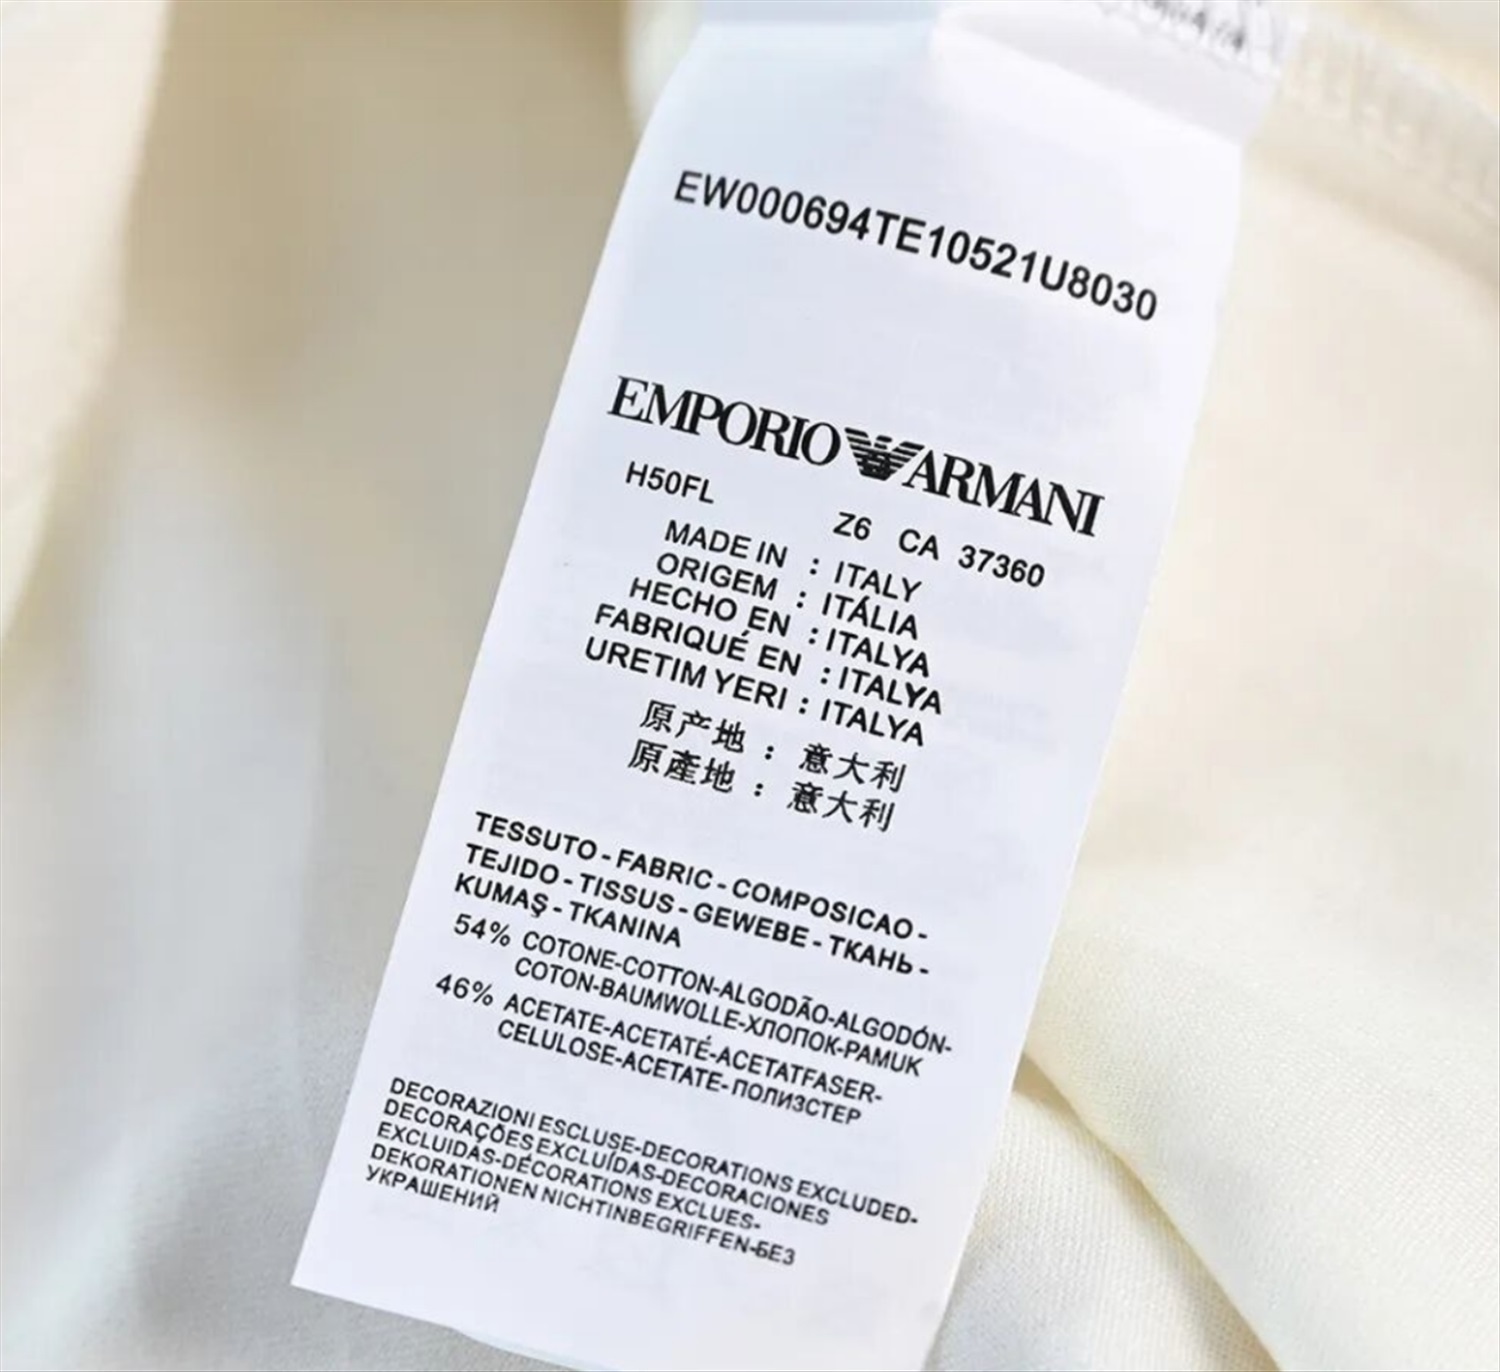 EW000694TE10521U8030
EMPORIO ARMANI
H50FL Z6 CA 37360
MADE IN : ITALY
ORIGEM : ITÁLIA
HECHO EN : ITALYA
FABRIQUÉ EN : ITALYA
URETIM YERI : ITALYA
原产地 : 意大利
原產地 : 意大利
TESSUTO - FABRIC - COMPOSICAO -
TEJIDO - TISSUS - GEWEBE - ТКАНЬ -
KUMAŞ - TKANINA
54% COTONE-COTTON-ALGODÃO-ALGODÓN-
COTON-BAUMWOLLE-ХЛОПОК-PAMUK
46% ACETATE-ACETATÉ-ACETATFASER-
CELULOSE-ACETATE-ПОЛИЗСТЕР
DECORAZIONI ESCLUSE-DECORATIONS EXCLUDED-
DECORAÇÕES EXCLUÍDAS-DECORACIONES
EXCLUIDAS-DÉCORATIONS EXCLUES-
DEKORATIONEN NICHTINBEGRIFFEN-БЕЗ
УКРАШЕНИЙ